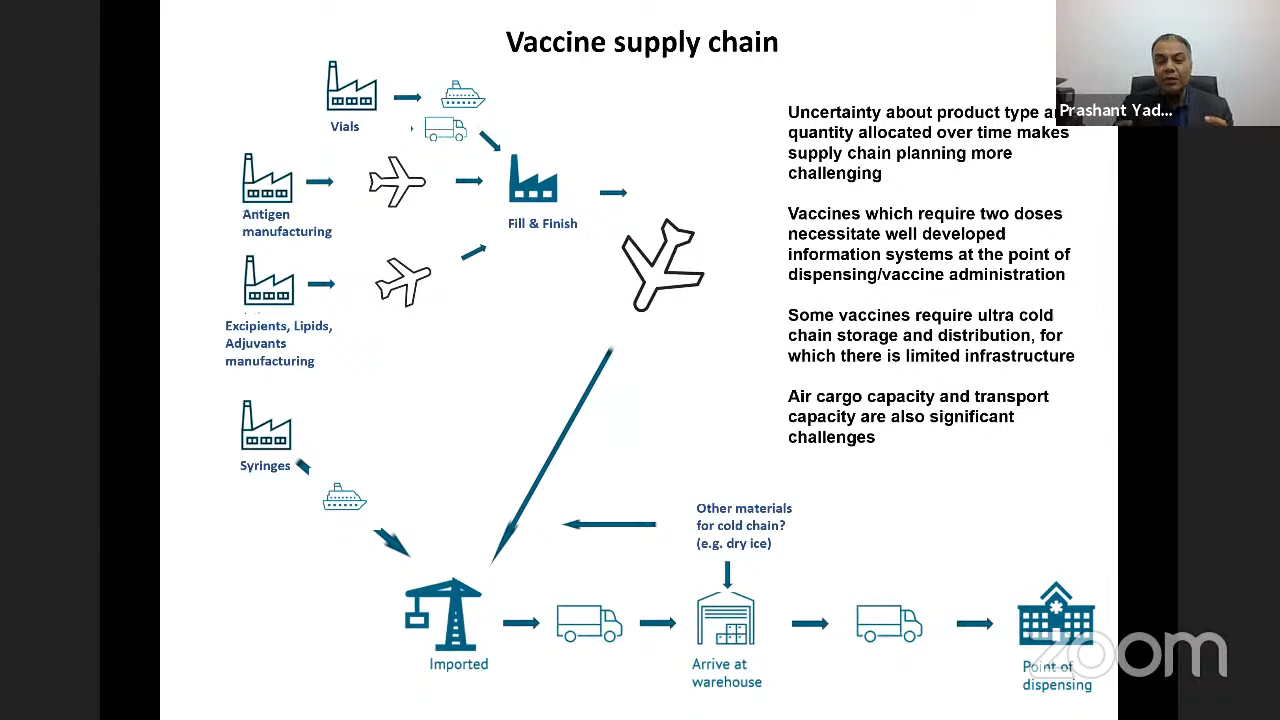 Vaccine supply chain
Prashant Yad...
Vials
Antigen
manufacturing
Fill & Finish
Excipients, Lipids,
Adjuvants
manufacturing
Syringes
Uncertainty about product type
quantity allocated over time makes
supply chain planning more
challenging
Vaccines which require two doses
necessitate well developed
information systems at the point of
dispensing/vaccine administration
Some vaccines require ultra cold
chain storage and distribution, for
which there is limited infrastructure
Air cargo capacity and transport
capacity are also significant
challenges
Other materials
for cold chain?
(e.g. dry ice)
Imported
Arrive at
warehouse
Point of
dispensing
zoom